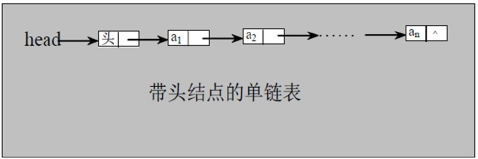 head 头 a1 a2 ...... an ^
带头结点的单链表